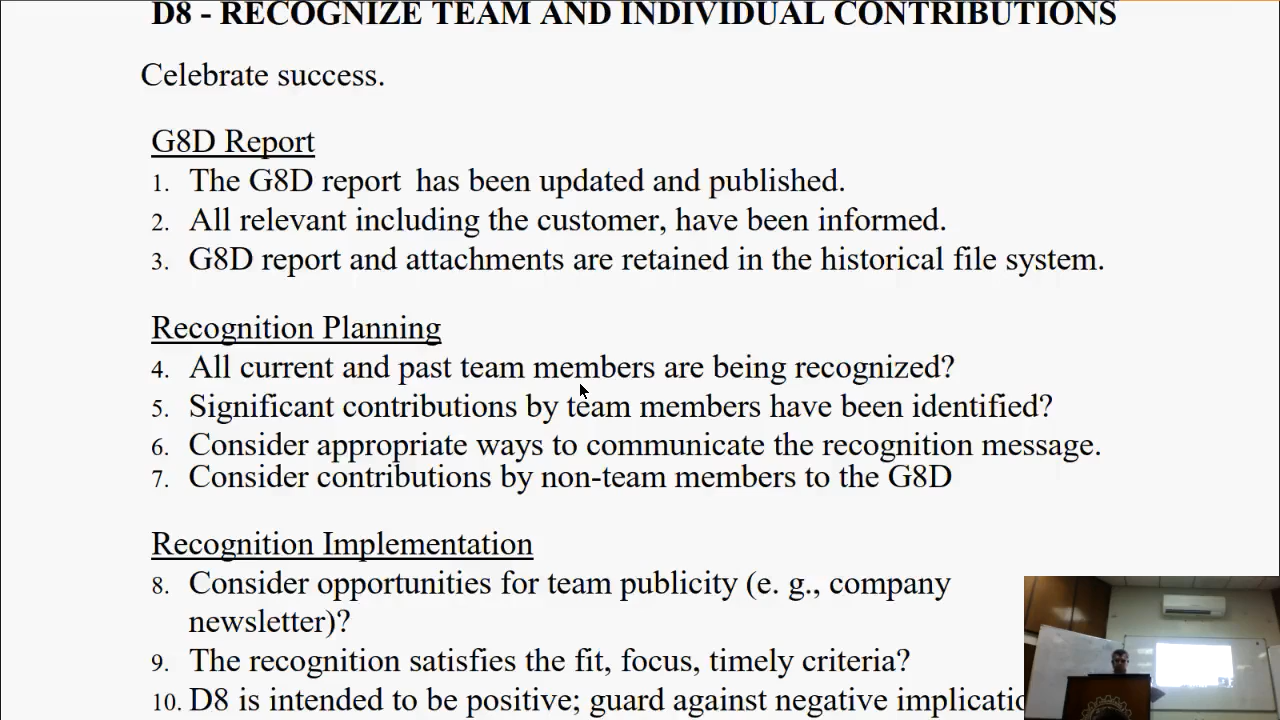 D8 - RECOGNIZE TEAM AND INDIVIDUAL CONTRIBUTIONS
Celebrate success.
G8D Report
1. The G8D report has been updated and published.
2. All relevant including the customer, have been informed.
3. G8D report and attachments are retained in the historical file system.
Recognition Planning
4. All current and past team members are being recognized?
5. Significant contributions by team members have been identified?
6. Consider appropriate ways to communicate the recognition message.
7. Consider contributions by non-team members to the G8D
Recognition Implementation
8. Consider opportunities for team publicity (e. g., company
newsletter)?
9. The recognition satisfies the fit, focus, timely criteria?
10. D8 is intended to be positive; guard against negative